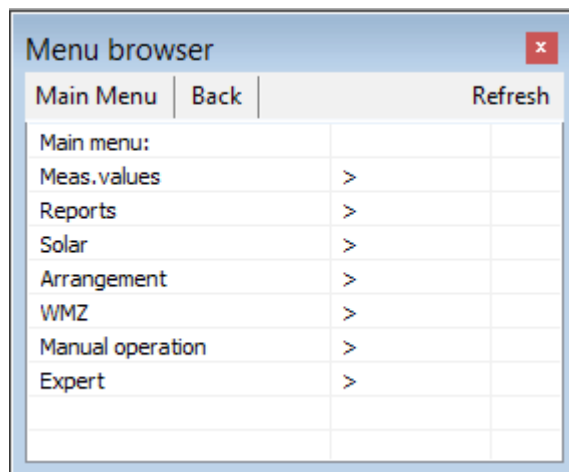 Menu browser x
Main Menu Back Refresh
Main menu:
Meas.values >
Reports >
Solar >
Arrangement >
WMZ >
Manual operation >
Expert >